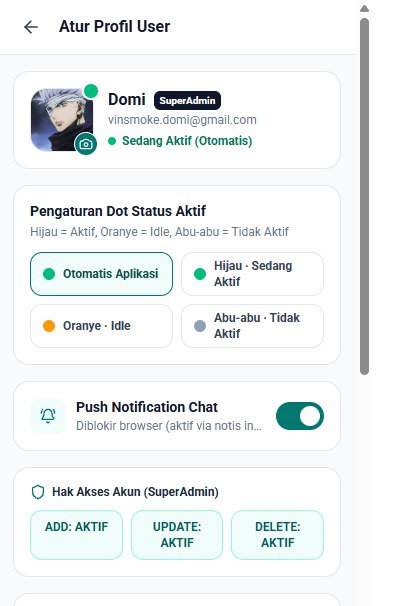 Atur Profil User
Domi SuperAdmin
vinsmoke.domi@gmail.com
Sedang Aktif (Otomatis)
Pengaturan Dot Status Aktif
Hijau = Aktif, Oranye = Idle, Abu-abu = Tidak Aktif
Otomatis Aplikasi
Hijau · Sedang
Aktif
Oranye · Idle
Abu-abu · Tidak
Aktif
Push Notification Chat
Diblokir browser (aktif via notis in...
Hak Akses Akun (SuperAdmin)
ADD: AKTIF
UPDATE:
AKTIF
DELETE:
AKTIF